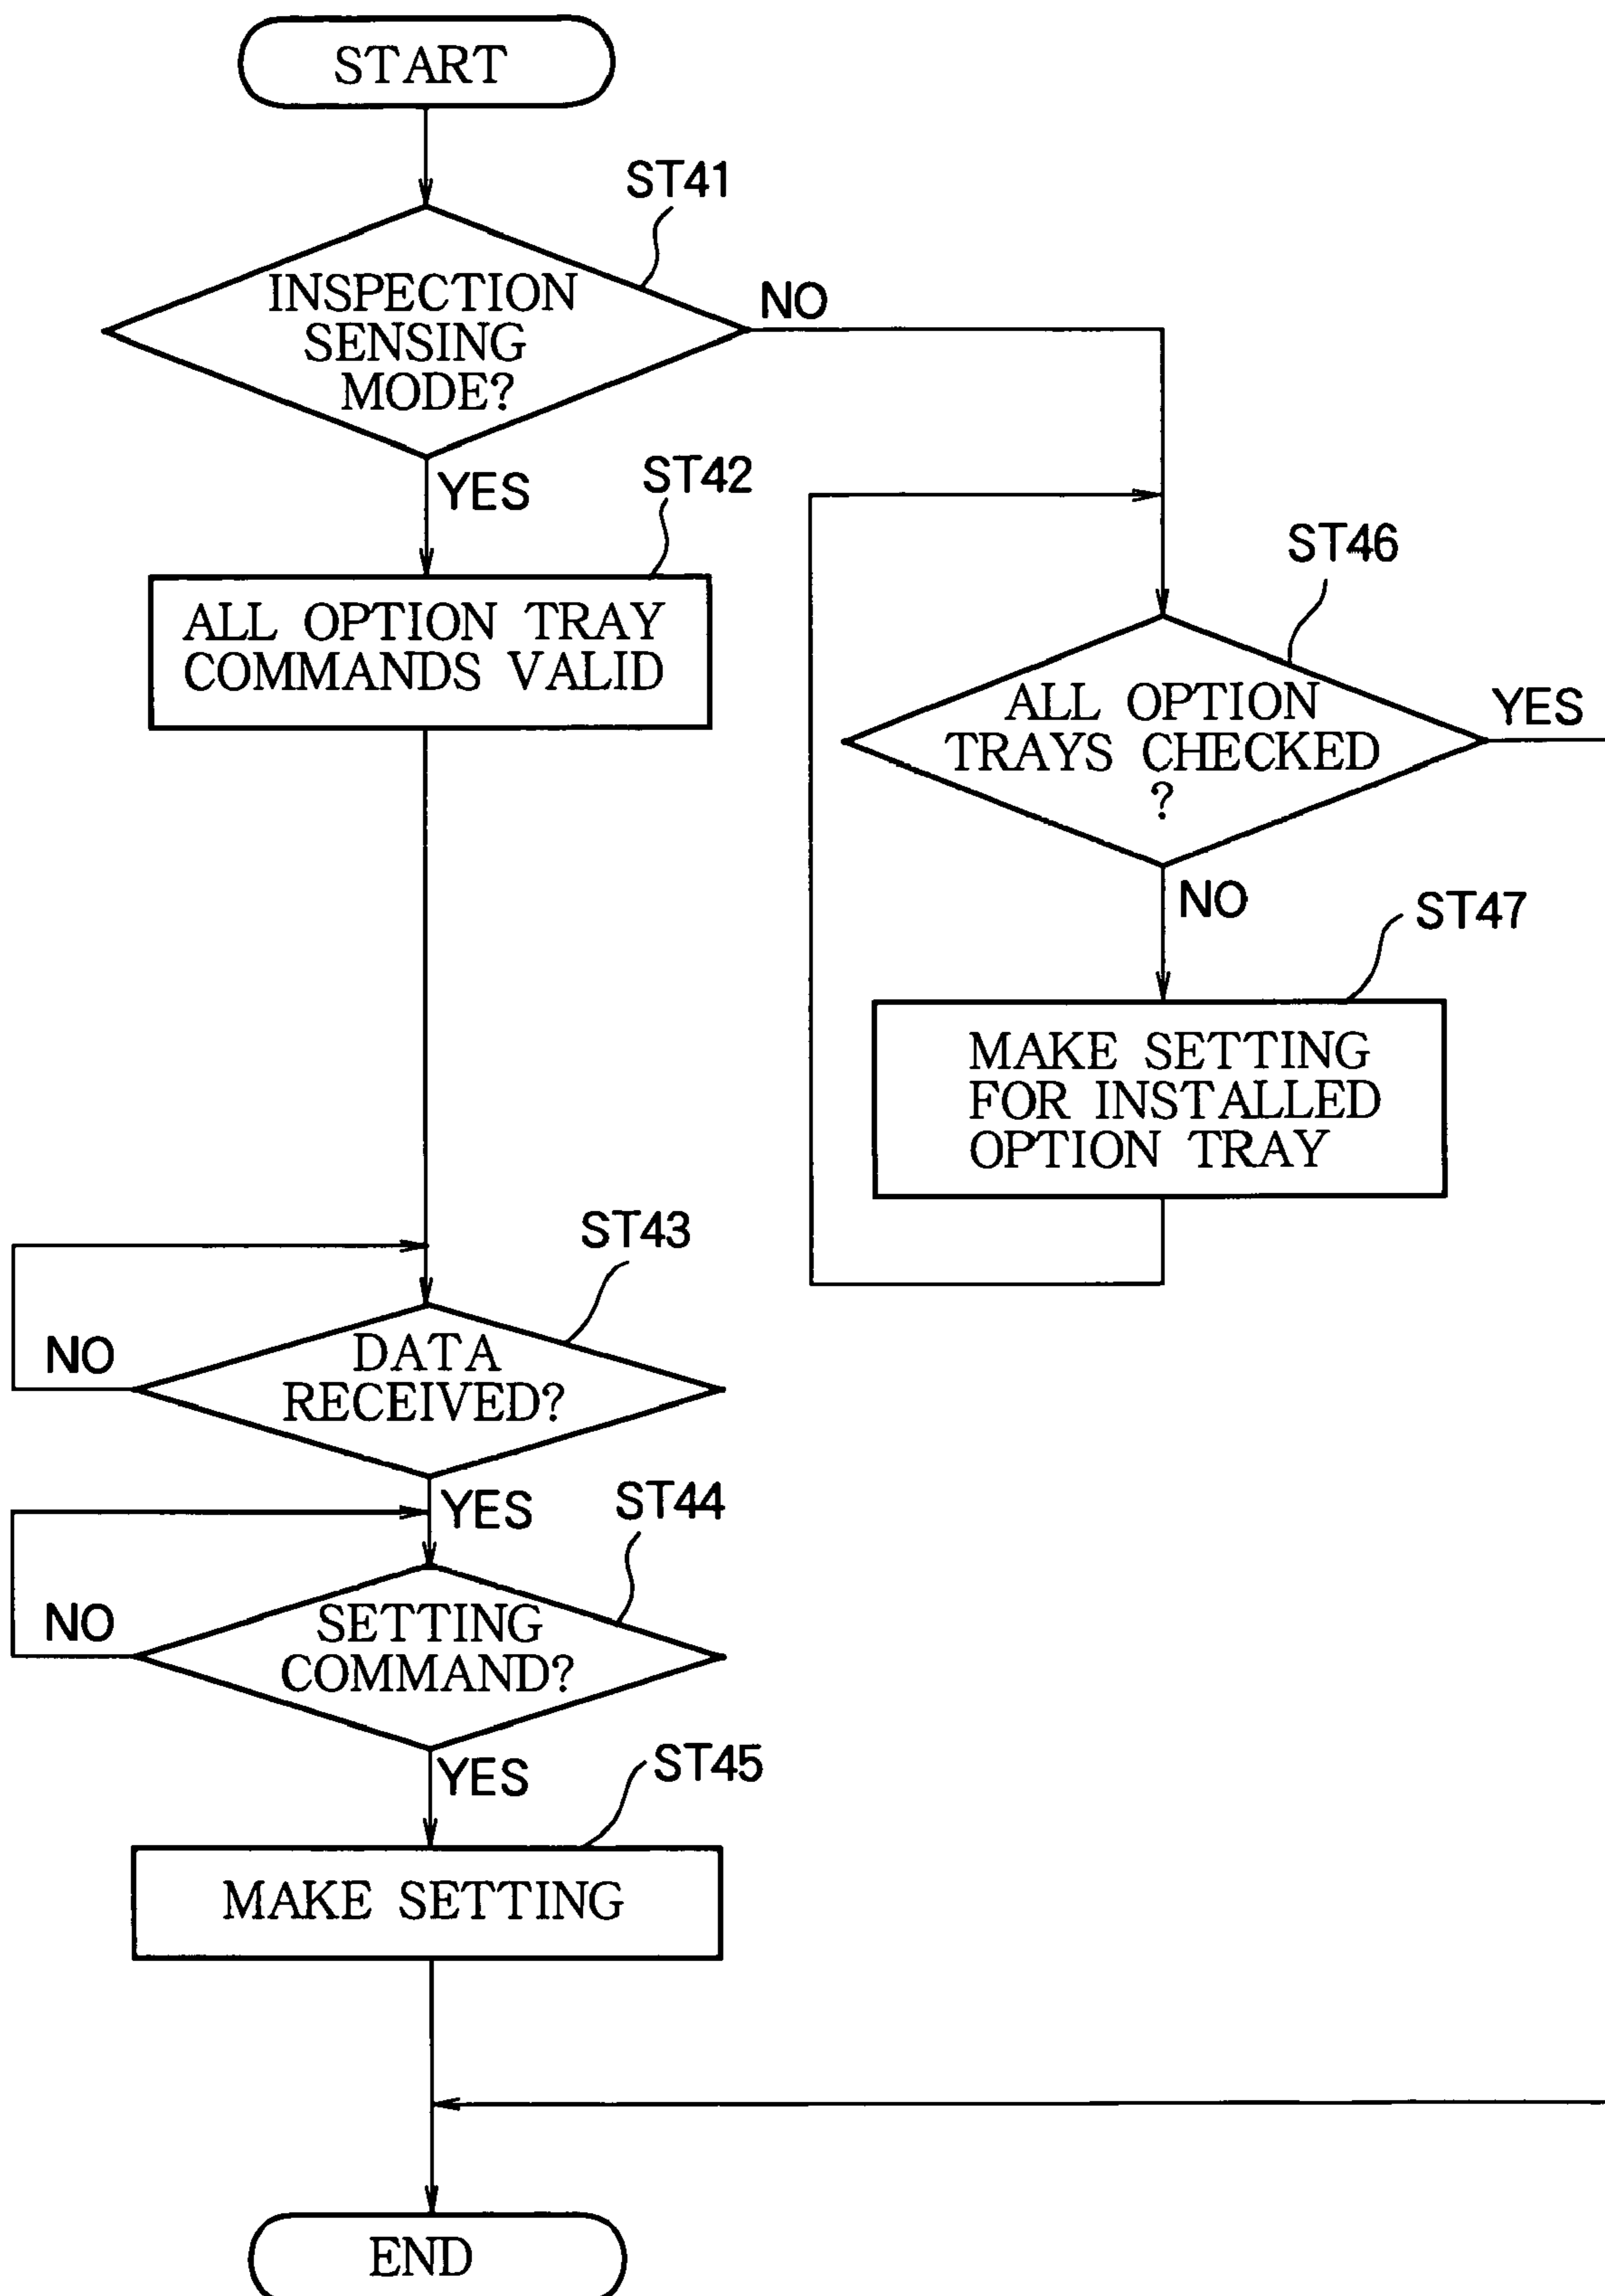 START
ST41
INSPECTION
SENSING
MODE?
NO
YES
ST42
ALL OPTION TRAY
COMMANDS VALID
ST46
ALL OPTION
TRAYS CHECKED
?
YES
NO
ST47
MAKE SETTING
FOR INSTALLED
OPTION TRAY
ST43
DATA
RECEIVED?
NO
YES
ST44
SETTING
COMMAND?
NO
YES
ST45
MAKE SETTING
END